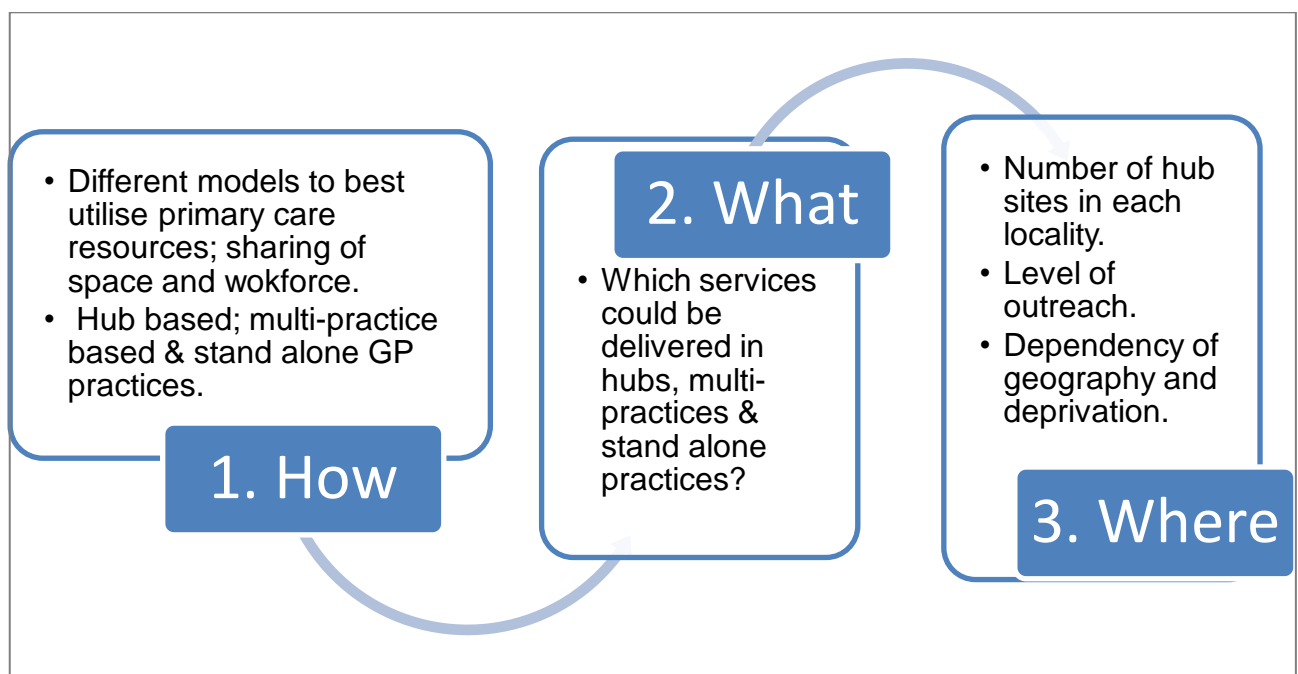 • Different models to best
utilise primary care
resources; sharing of
space and wokforce.
• Hub based; multi-practice
based & stand alone GP
practices.
1. How
2. What
• Which services
could be
delivered in
hubs, multi-
practices &
stand alone
practices?
• Number of hub
sites in each
locality.
• Level of
outreach.
• Dependency of
geography and
deprivation.
3. Where